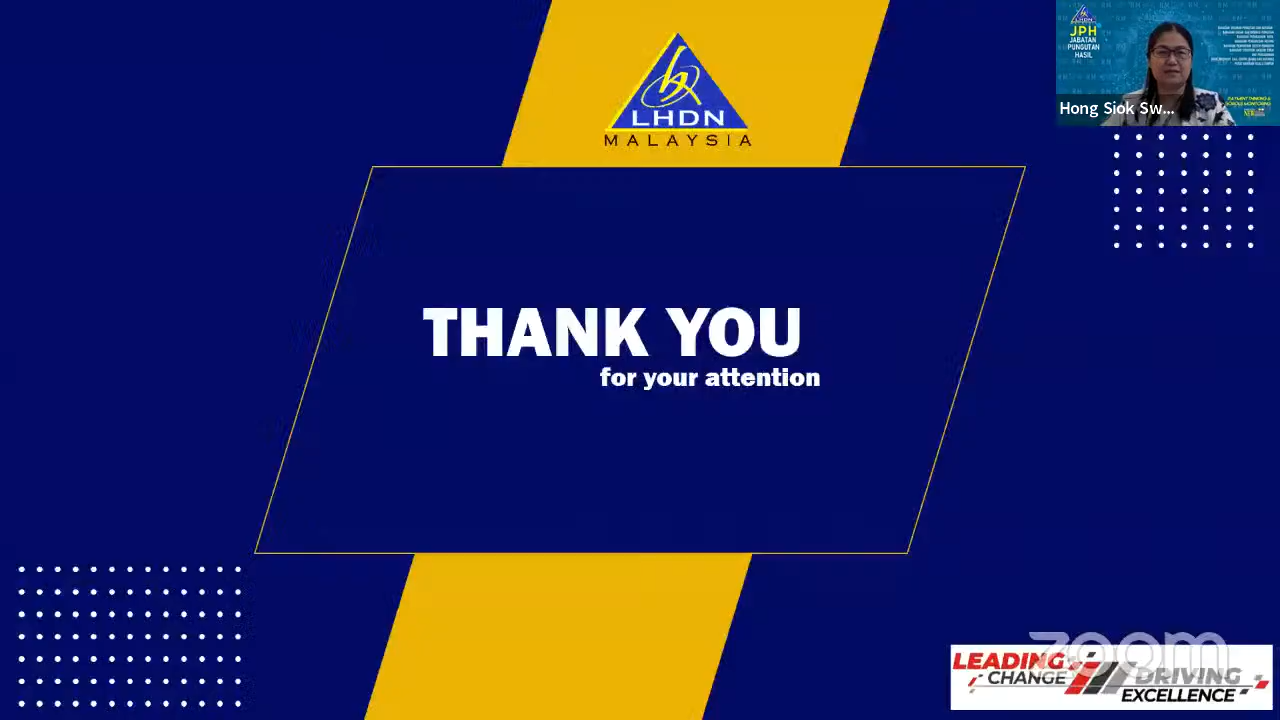 LHDN
MALAYSIA
LHDN
JPH
JABATAN
PUNGUTAN
HASIL
Hong Siok Sw...
THANK YOU
for your attention
zoom
LEADING
CHANGE
DRIVING
EXCELLENCE